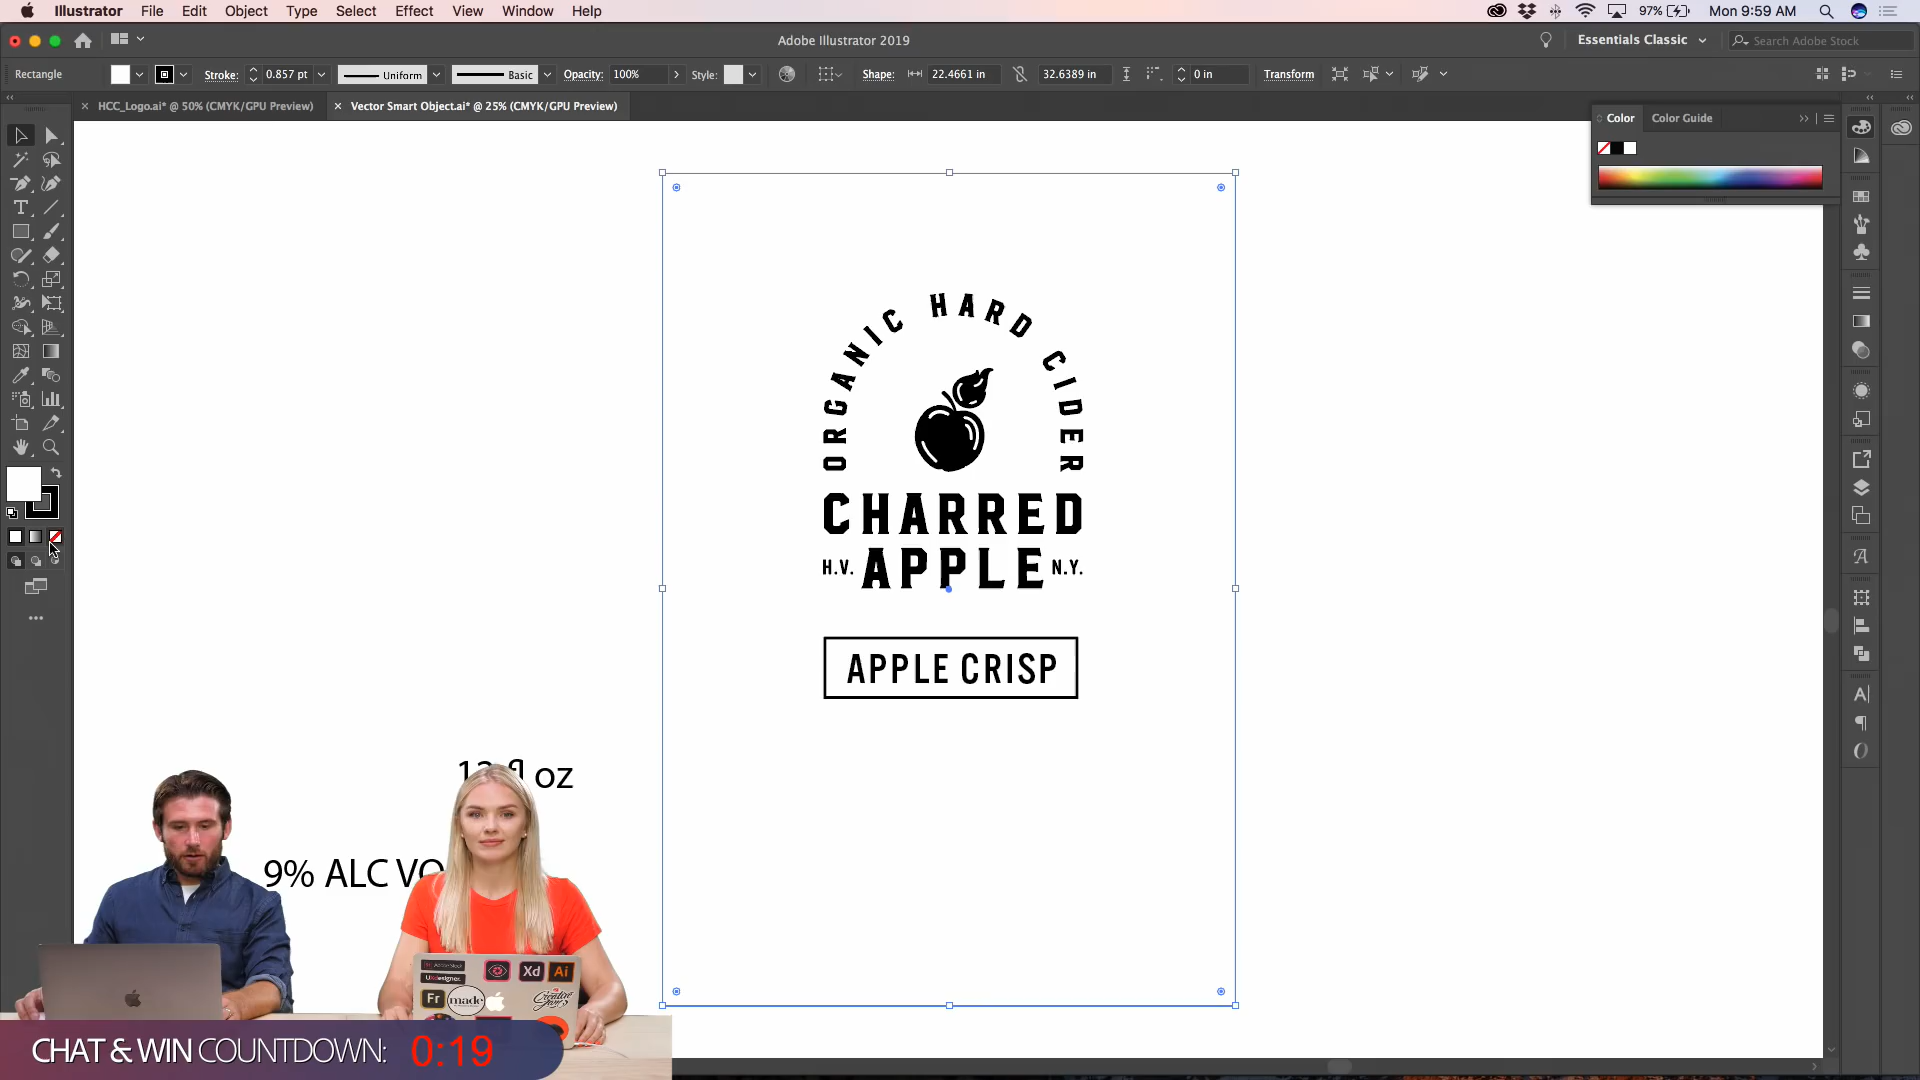 Illustrator File Edit Object Type Select Effect View Window Help
97% Mon 9:59 AM
Adobe Illustrator 2019
Essentials Classic
Search Adobe Stock
Rectangle
Stroke: 0.857 pt
Uniform
Basic
Opacity: 100%
Style:
Shape: 22.4661 in 32.6389 in
0 in
Transform
HCC_Logo.ai* @ 50% (CMYK/GPU Preview)
Vector Smart Object.ai* @ 25% (CMYK/GPU Preview)
Color
Color Guide
ORGANIC HARD CIDER
CHARRED
H.V. APPLE N.Y.
APPLE CRISP
fl oz
9% ALC VO
Xd Ai
Fr made
CHAT & WIN COUNTDOWN: 0:19